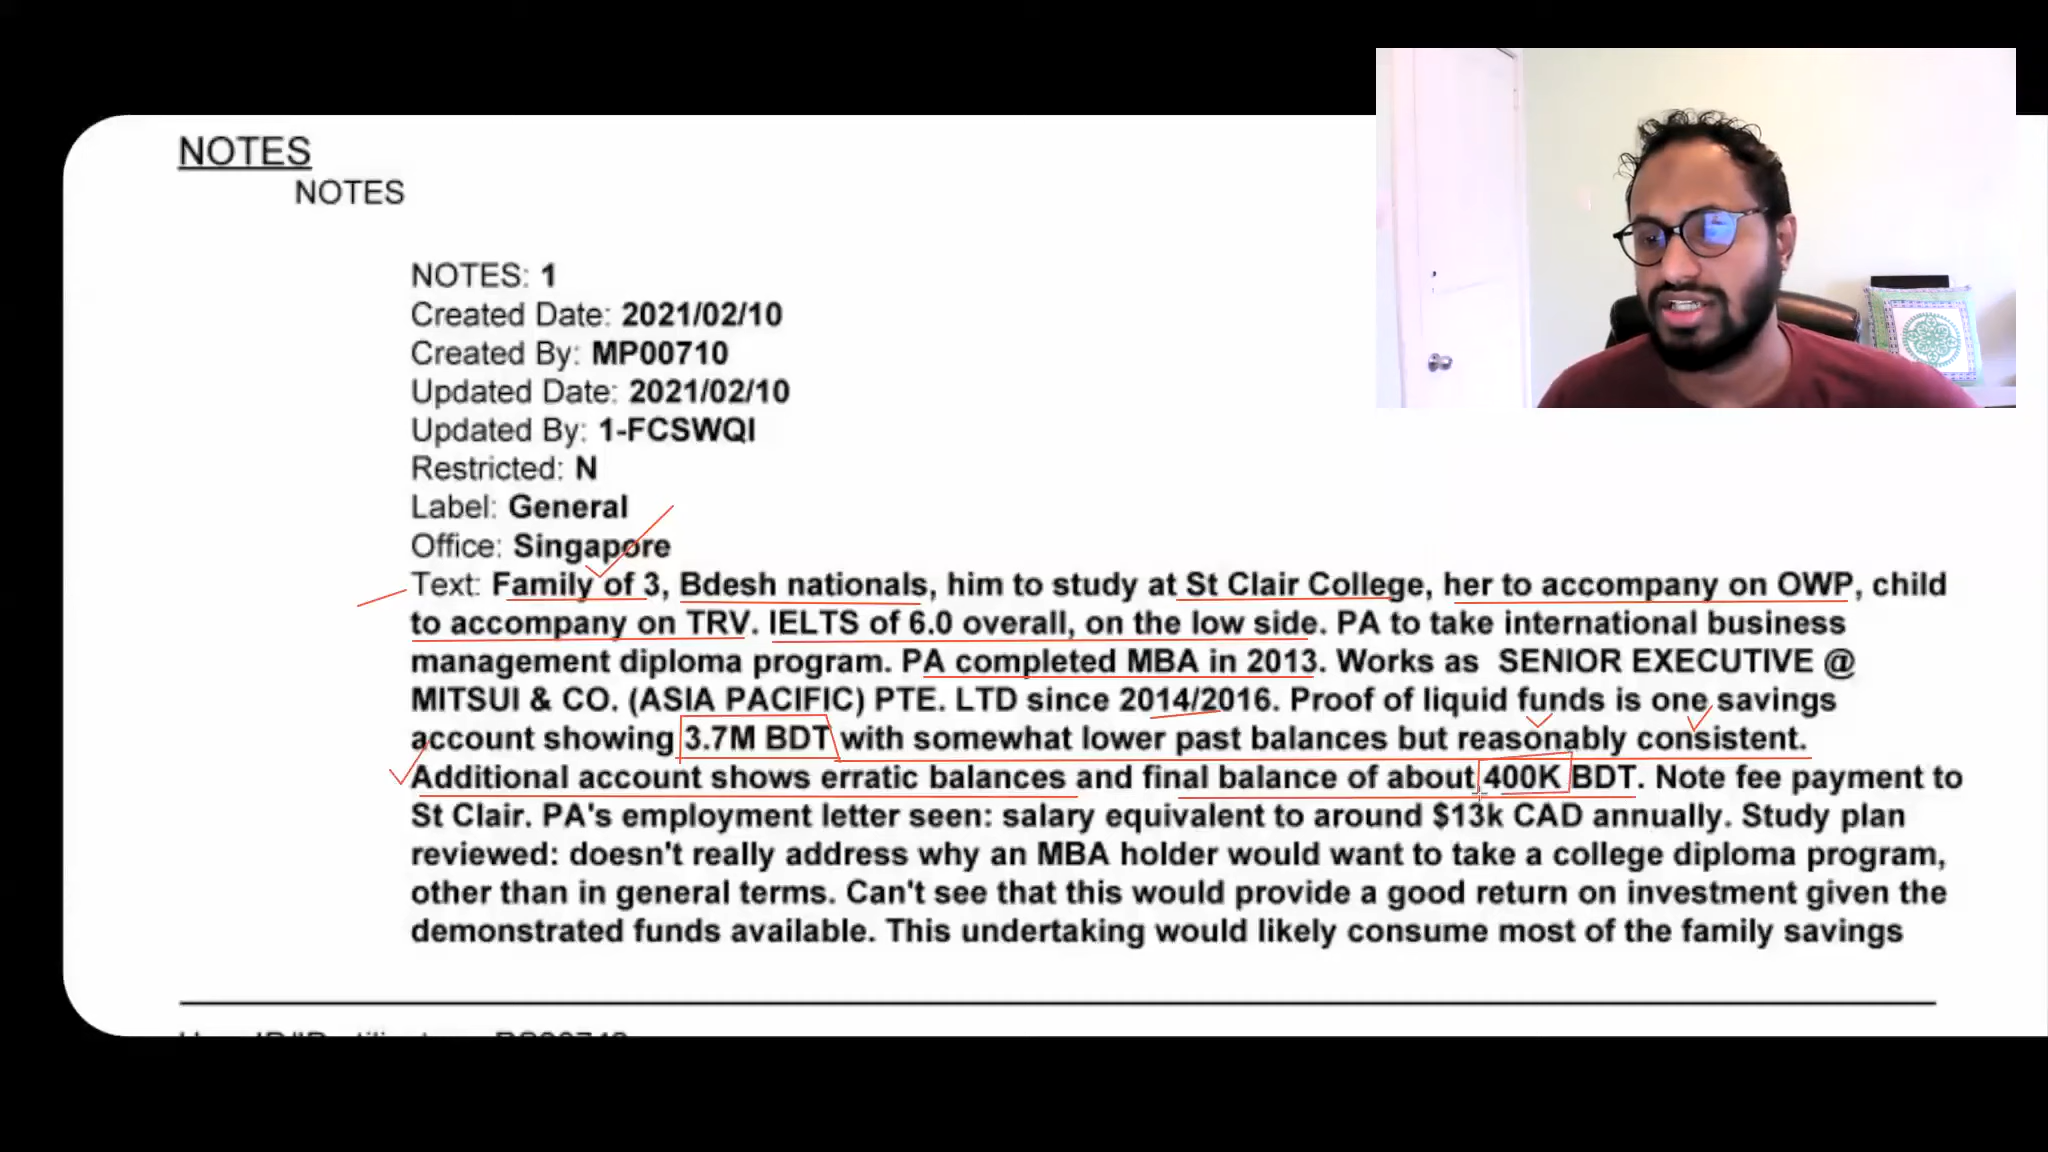 NOTES
NOTES
NOTES: 1
Created Date: 2021/02/10
Created By: MP00710
Updated Date: 2021/02/10
Updated By: 1-FCSWQI
Restricted: N
Label: General
Office: Singapore
Text: Family of 3, Bdesh nationals, him to study at St Clair College, her to accompany on OWP, child
to accompany on TRV. IELTS of 6.0 overall, on the low side. PA to take international business
management diploma program. PA completed MBA in 2013. Works as SENIOR EXECUTIVE @
MITSUI & CO. (ASIA PACIFIC) PTE. LTD since 2014/2016. Proof of liquid funds is one savings
account showing 3.7M BDT with somewhat lower past balances but reasonably consistent.
Additional account shows erratic balances and final balance of about 400K BDT. Note fee payment to
St Clair. PA's employment letter seen: salary equivalent to around $13k CAD annually. Study plan
reviewed: doesn't really address why an MBA holder would want to take a college diploma program,
other than in general terms. Can't see that this would provide a good return on investment given the
demonstrated funds available. This undertaking would likely consume most of the family savings